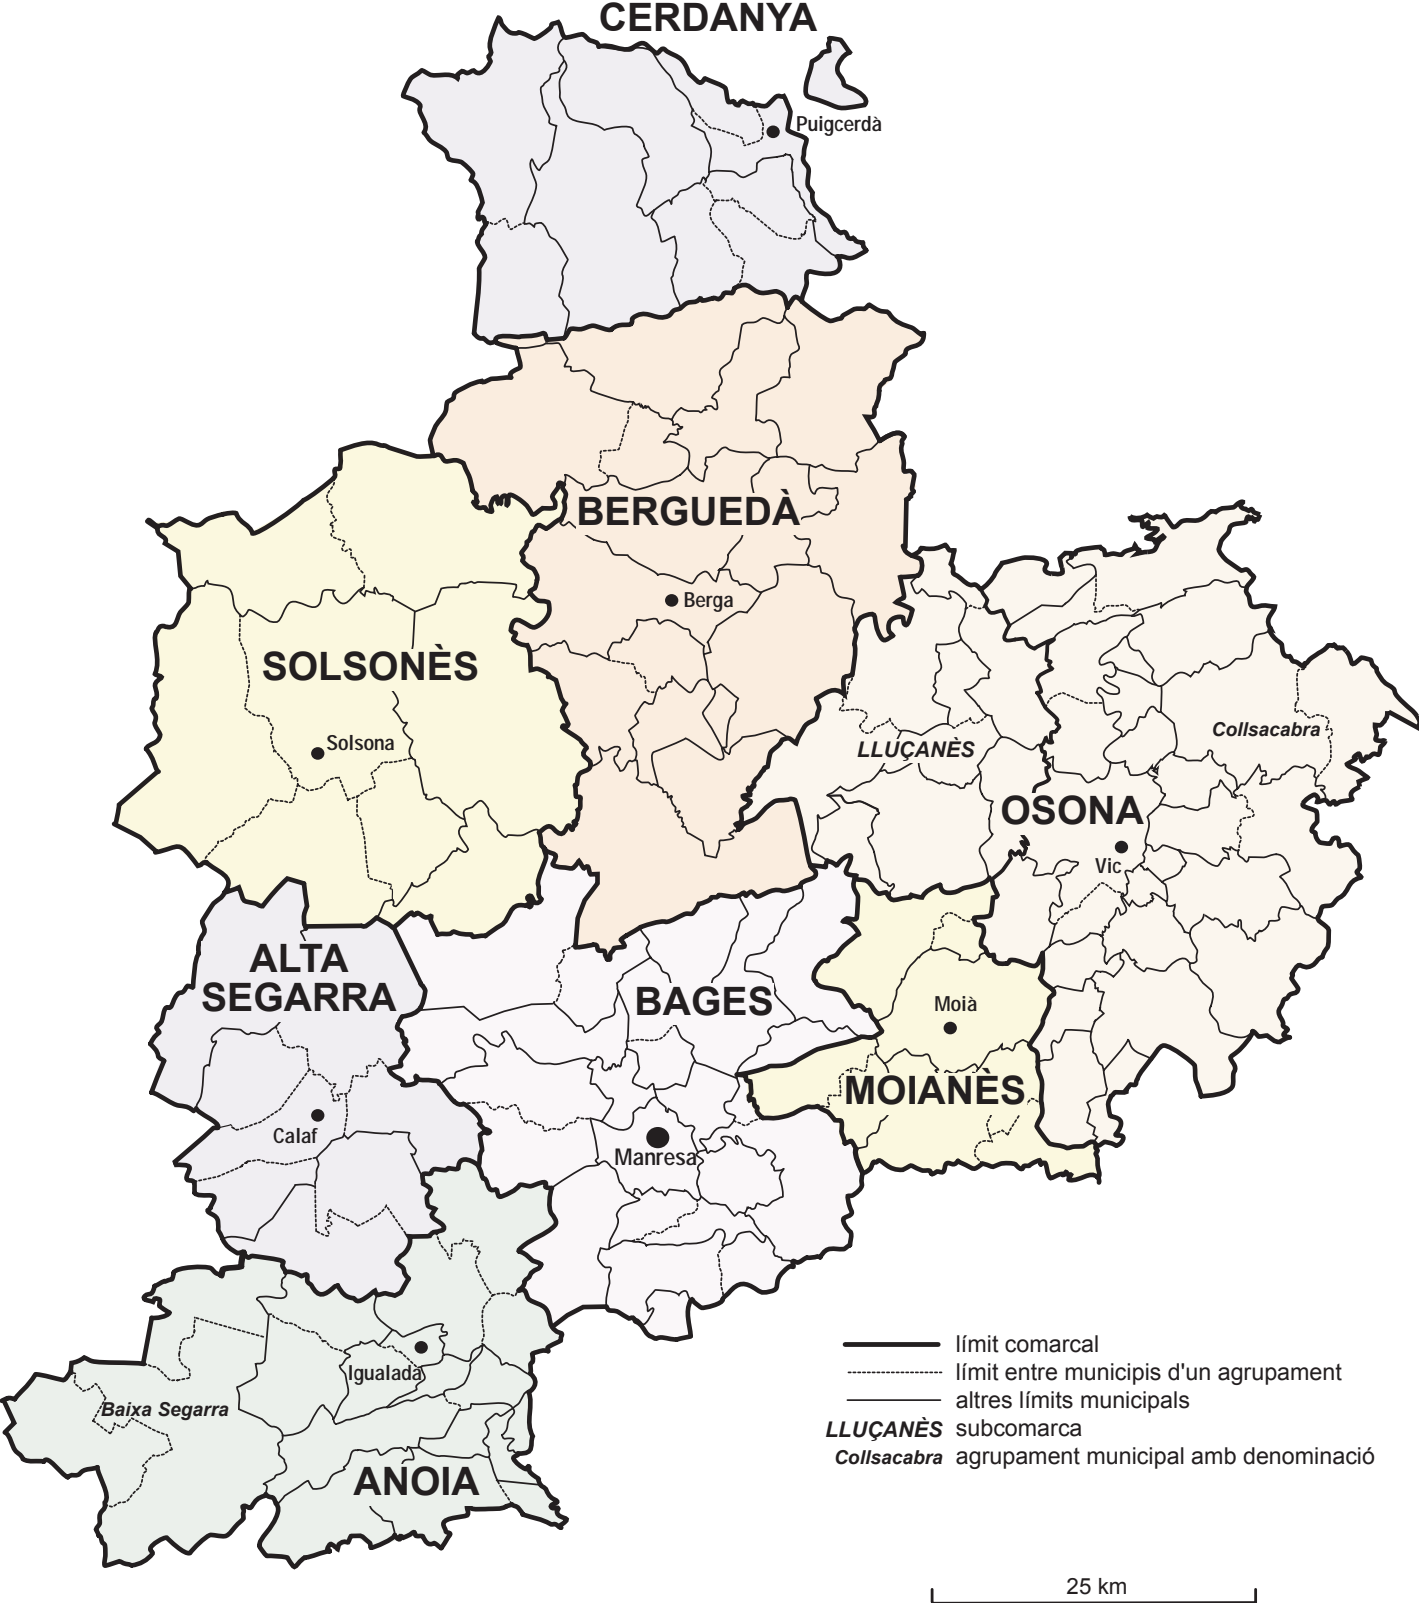 CERDANYA
Puigcerdà
BERGUEDÀ
Berga
SOLSONÈS
Solsona
Collsacabra
LLUÇANÈS
OSONA
Vic
ALTA
SEGARRA
BAGES
Moià
MOIANÈS
Calaf
Manresa
Igualada
Baixa Segarra
ANOIA
límit comarcal
límit entre municipis d'un agrupament
altres límits municipals
LLUÇANÈS subcomarca
Collsacabra agrupament municipal amb denominació
25 km